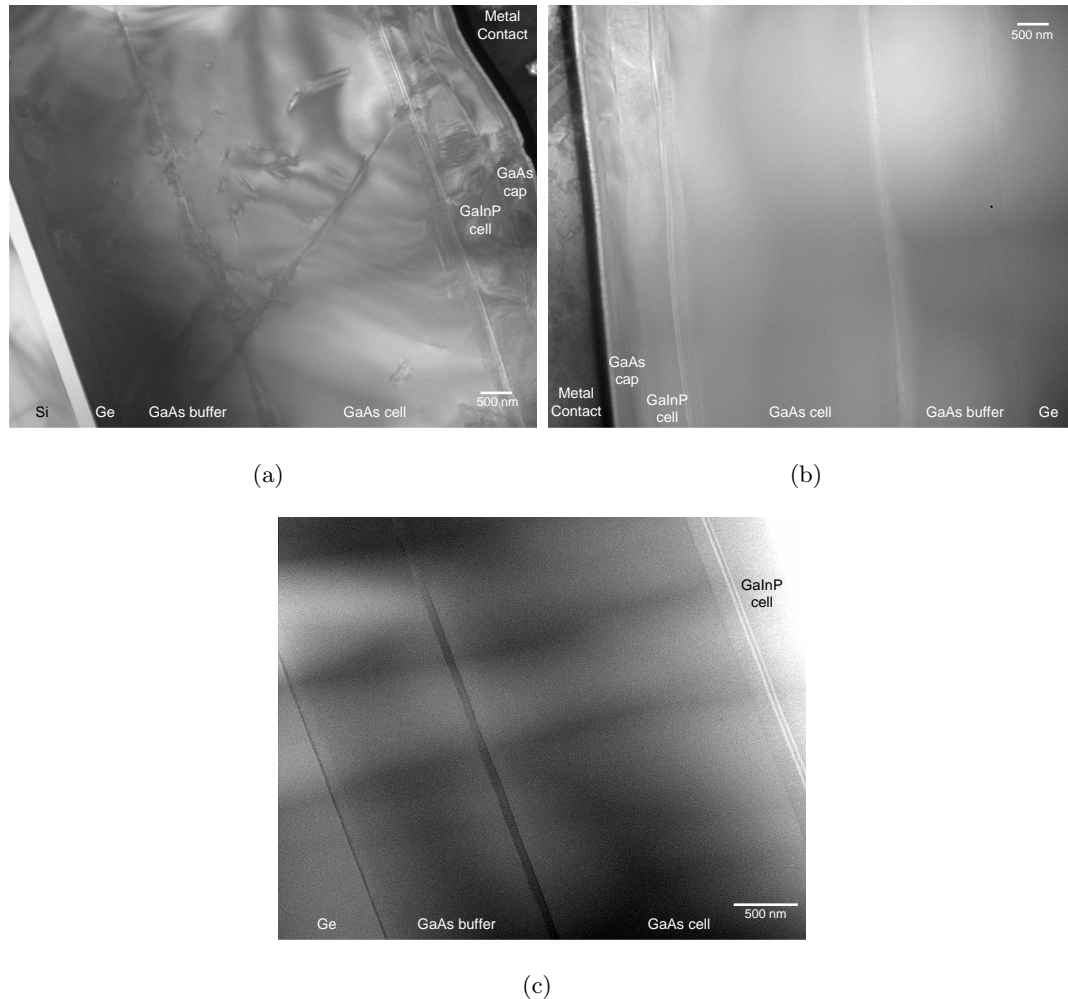 Metal
Contact
GaAs
cap
GaInP
cell
500 nm
Si
Ge
GaAs buffer
GaAs cell
(a)
500 nm
GaAs
cap
Metal
Contact
GaInP
cell
GaAs cell
GaAs buffer
Ge
(b)
GaInP
cell
500 nm
Ge
GaAs buffer
GaAs cell
(c)